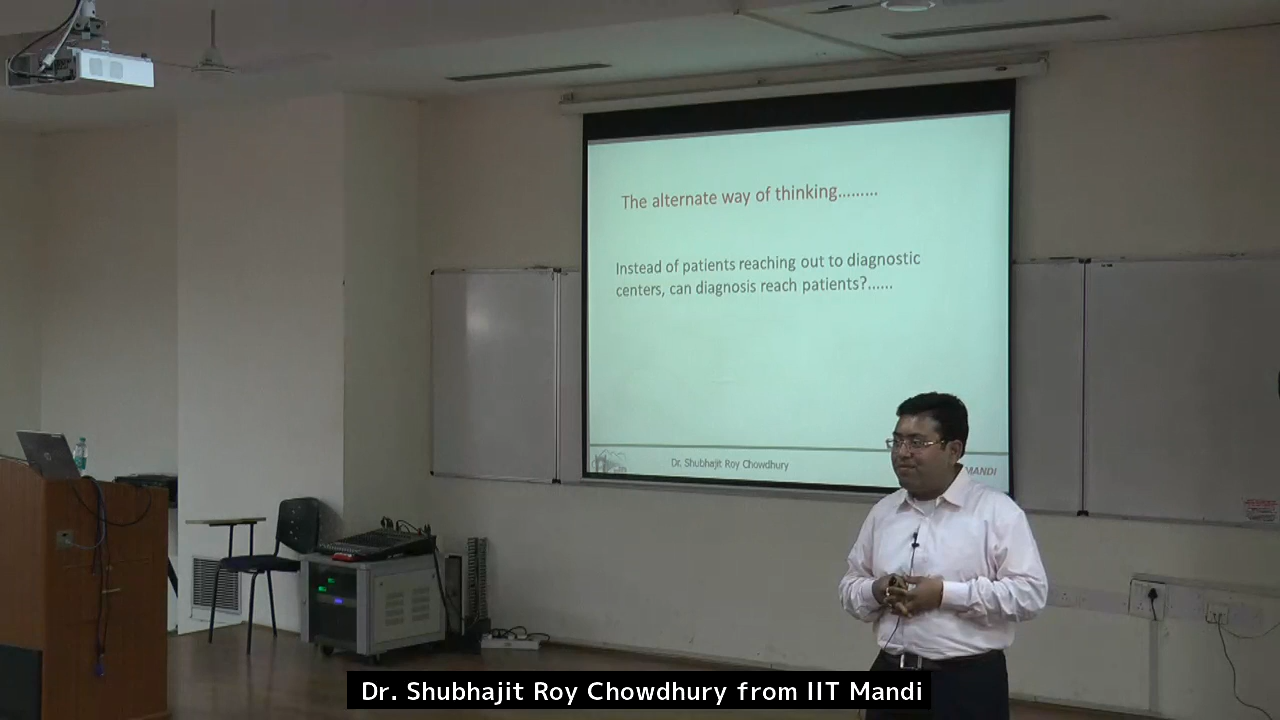 The alternate way of thinking.........
Instead of patients reaching out to diagnostic
centers, can diagnosis reach patients?......
Dr. Shubhajit Roy Chowdhury
MANDI
Dr. Shubhajit Roy Chowdhury from IIT Mandi